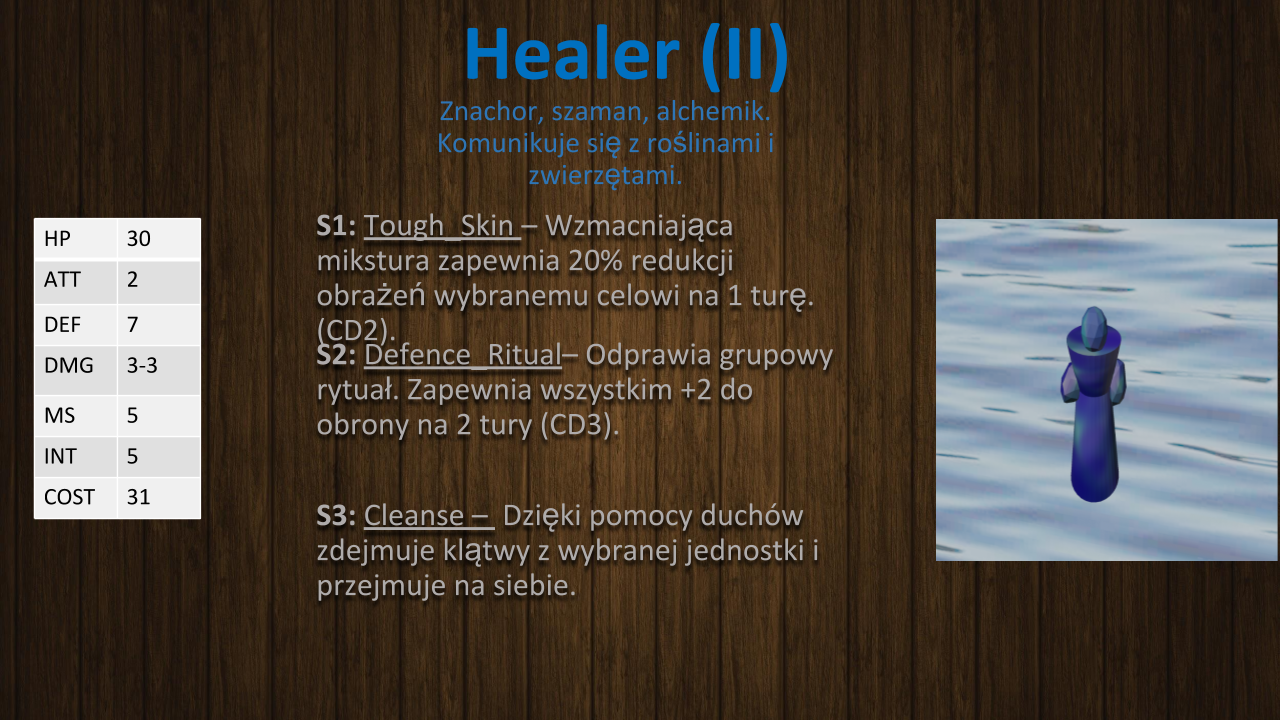 Healer (II)
Znachor, szaman, alchemik.
Komunikuje się z roślinami i
zwierzętami.
HP 30
ATT 2
DEF 7
DMG 3-3
MS 5
INT 5
COST 31
S1: Tough_Skin – Wzmacniająca
mikstura zapewnia 20% redukcji
obrażeń wybranemu celowi na 1 turę.
(CD2).
S2: Defence_Ritual– Odprawia grupowy
rytuał. Zapewnia wszystkim +2 do
obrony na 2 tury (CD3).
S3: Cleanse – Dzięki pomocy duchów
zdejmuje klątwy z wybranej jednostki i
przejmuje na siebie.